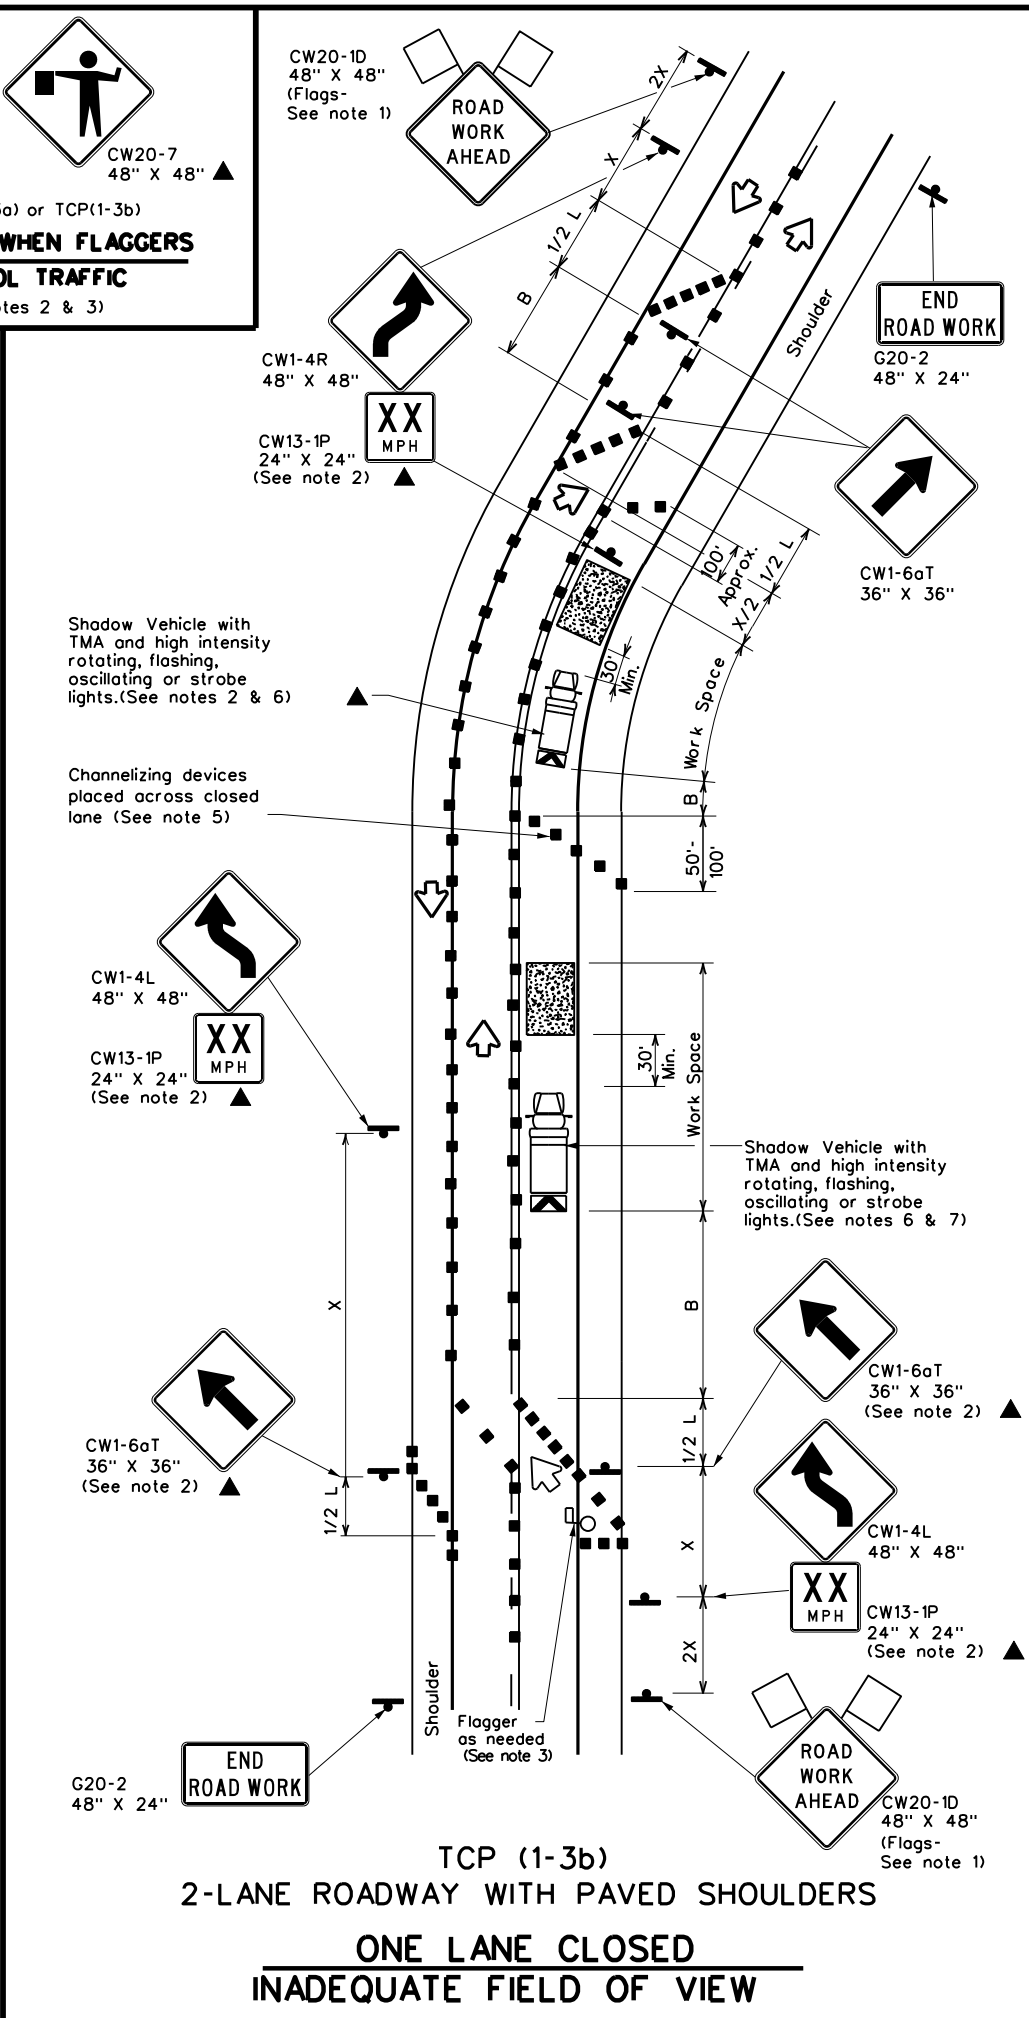 CW20-7
48" X 48"
a) or TCP(1-3b)
WHEN FLAGGERS
OL TRAFFIC
otes 2 & 3)
CW20-1D
48" X 48"
(Flags-
See note 1)
ROAD
WORK
AHEAD
2X
X
1/2 L
B
CW1-4R
48" X 48"
XX
MPH
CW13-1P
24" X 24"
(See note 2)
Shoulder
END
ROAD WORK
G20-2
48" X 24"
CW1-6aT
36" X 36"
100'
Approx.
1/2 L
X/2
Shadow Vehicle with
TMA and high intensity
rotating, flashing,
oscillating or strobe
lights.(See notes 2 & 6)
30'
Min.
Work Space
B
Channelizing devices
placed across closed
lane (See note 5)
50'-
100'
CW1-4L
48" X 48"
XX
MPH
CW13-1P
24" X 24"
(See note 2)
30'
Min.
Work Space
Shadow Vehicle with
TMA and high intensity
rotating, flashing,
oscillating or strobe
lights.(See notes 6 & 7)
X
B
CW1-6aT
36" X 36"
(See note 2)
1/2 L
CW1-6aT
36" X 36"
(See note 2)
1/2 L
X
CW1-4L
48" X 48"
XX
MPH
CW13-1P
24" X 24"
(See note 2)
2X
Shoulder
Flagger
as needed
(See note 3)
END
ROAD WORK
G20-2
48" X 24"
ROAD
WORK
AHEAD
CW20-1D
48" X 48"
(Flags-
See note 1)
TCP (1-3b)
2-LANE ROADWAY WITH PAVED SHOULDERS
ONE LANE CLOSED
INADEQUATE FIELD OF VIEW